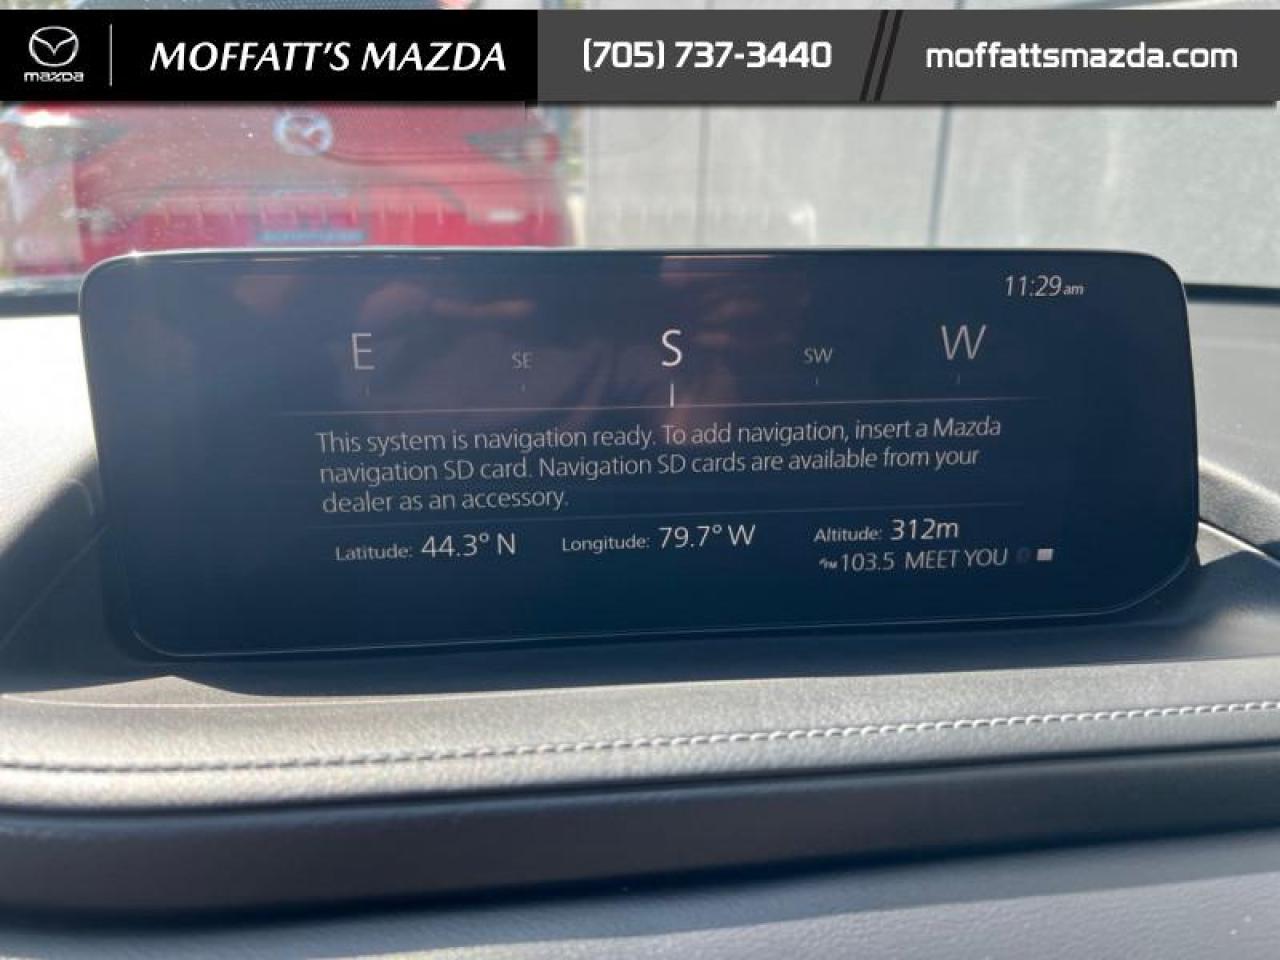 mazda MOFFATT'S MAZDA (705) 737-3440 moffattsmazda.com
11:29am
E SE S SW W
This system is navigation ready. To add navigation, insert a Mazda
navigation SD card. Navigation SD cards are available from your
dealer as an accessory.
Latitude: 44.3° N Longitude: 79.7° W Altitude: 312m
FM 103.5 MEET YOU